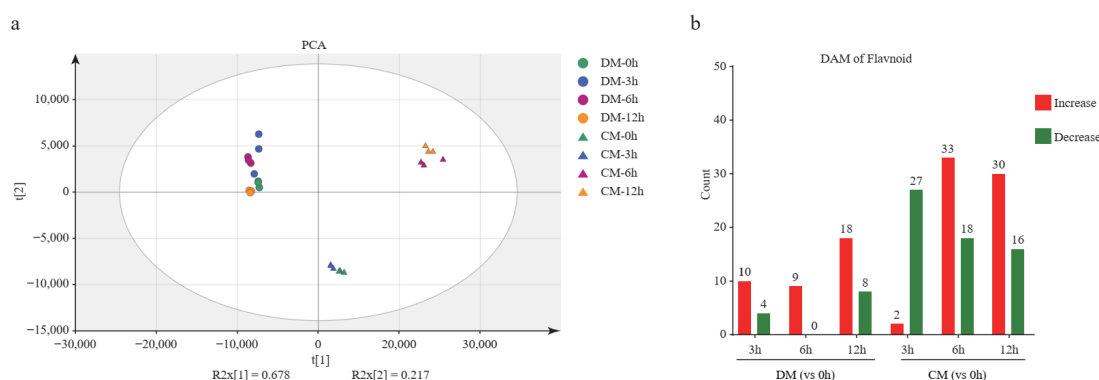 a
PCA
10,000
5,000
0
−5,000
−10,000
−15,000
t[2]
−30,000 −20,000 −10,000 0 10,000 20,000 30,000
t[1]
R2x[1] = 0.678 R2x[2] = 0.217
DM-0h
DM-3h
DM-6h
DM-12h
CM-0h
CM-3h
CM-6h
CM-12h
b
DAM of Flavnoid
Increase
Decrease
Count
50
40
30
20
10
0
10 4 9 0 18 8 2 27 33 18 30 16
3h 6h 12h 3h 6h 12h
DM (vs 0h) CM (vs 0h)